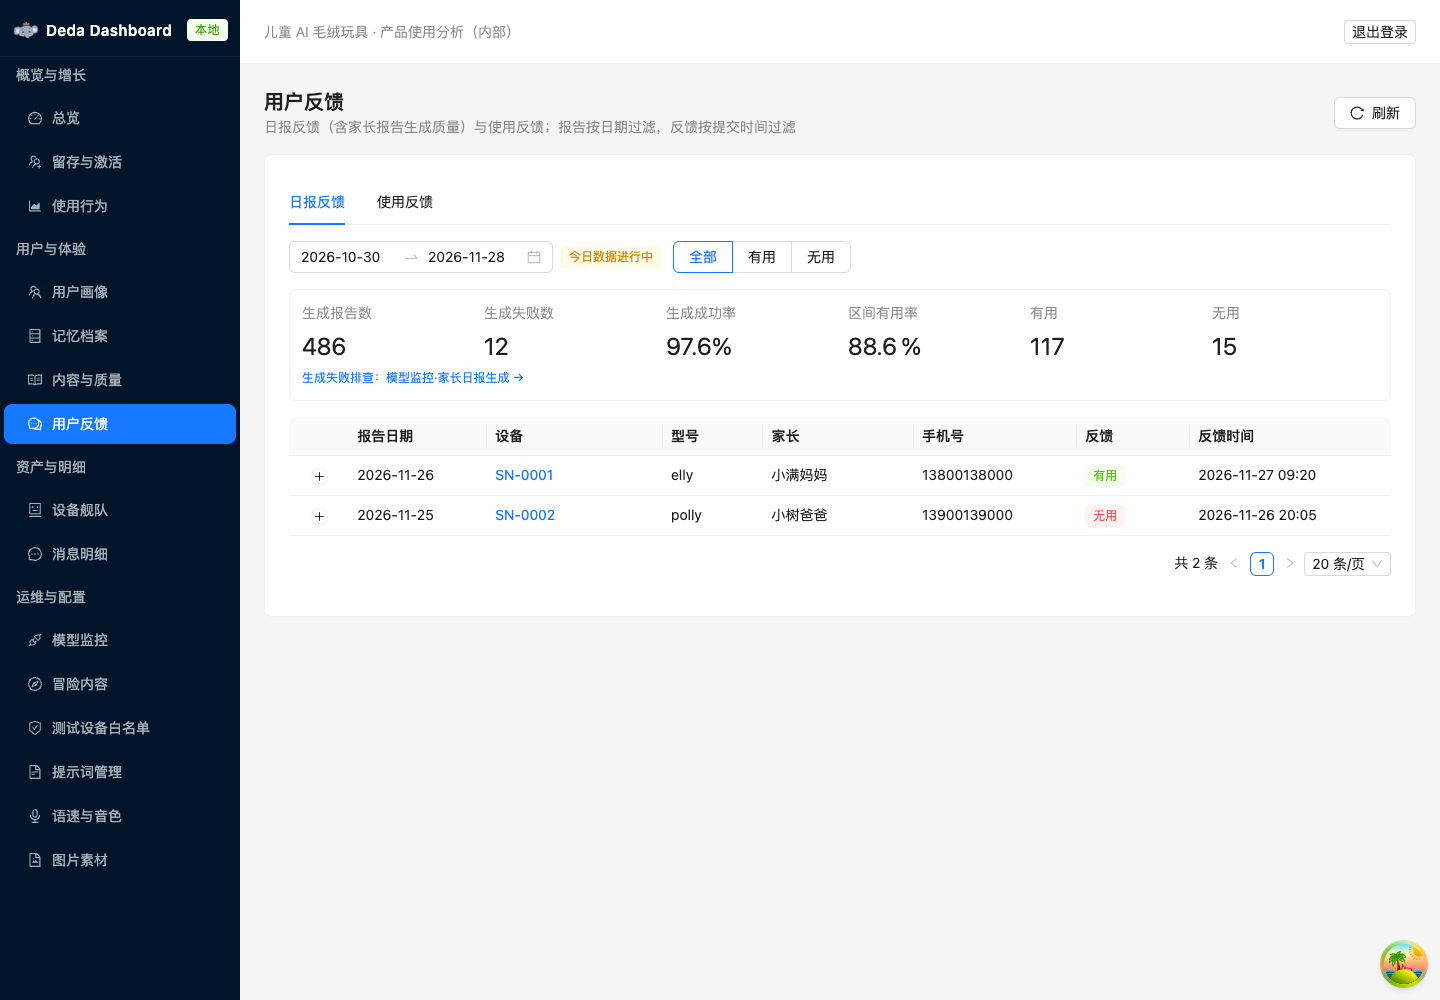 Deda Dashboard 本地
概览与增长
总览
留存与激活
使用行为
用户与体验
用户画像
记忆档案
内容与质量
用户反馈
资产与明细
设备舰队
消息明细
运维与配置
模型监控
冒险内容
测试设备白名单
提示词管理
语速与音色
图片素材
儿童 AI 毛绒玩具 · 产品使用分析（内部）
退出登录
用户反馈
日报反馈（含家长报告生成质量）与使用反馈；报告按日期过滤，反馈按提交时间过滤
刷新
日报反馈 使用反馈
2026-10-30 → 2026-11-28 今日数据进行中 全部 有用 无用
生成报告数 生成失败数 生成成功率 区间有用率 有用 无用
486 12 97.6% 88.6 % 117 15
生成失败排查：模型监控·家长日报生成 →
报告日期 设备 型号 家长 手机号 反馈 反馈时间
2026-11-26 SN-0001 elly 小满妈妈 13800138000 有用 2026-11-27 09:20
2026-11-25 SN-0002 polly 小树爸爸 13900139000 无用 2026-11-26 20:05
共 2 条 < 1 > 20 条/页